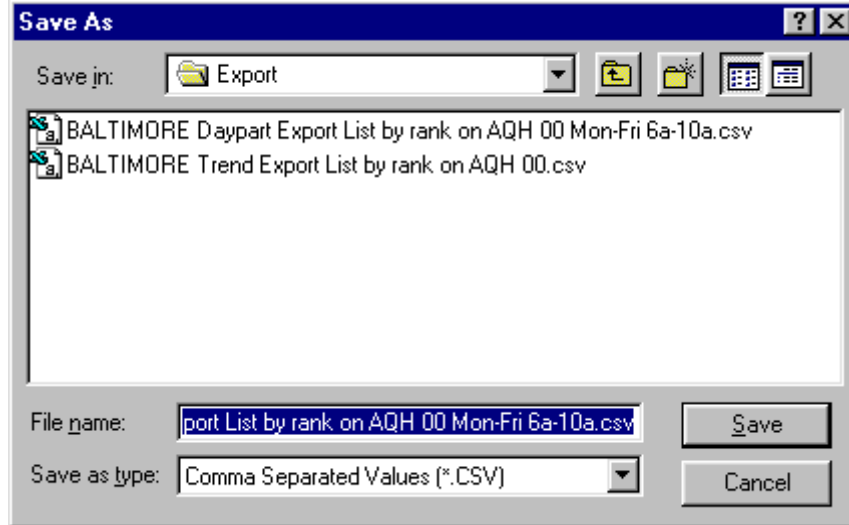 Save As
Save in: Export
BALTIMORE Daypart Export List by rank on AQH 00 Mon-Fri 6a-10a.csv
BALTIMORE Trend Export List by rank on AQH 00.csv
File name: port List by rank on AQH 00 Mon-Fri 6a-10a.csv Save
Save as type: Comma Separated Values (*.CSV) Cancel